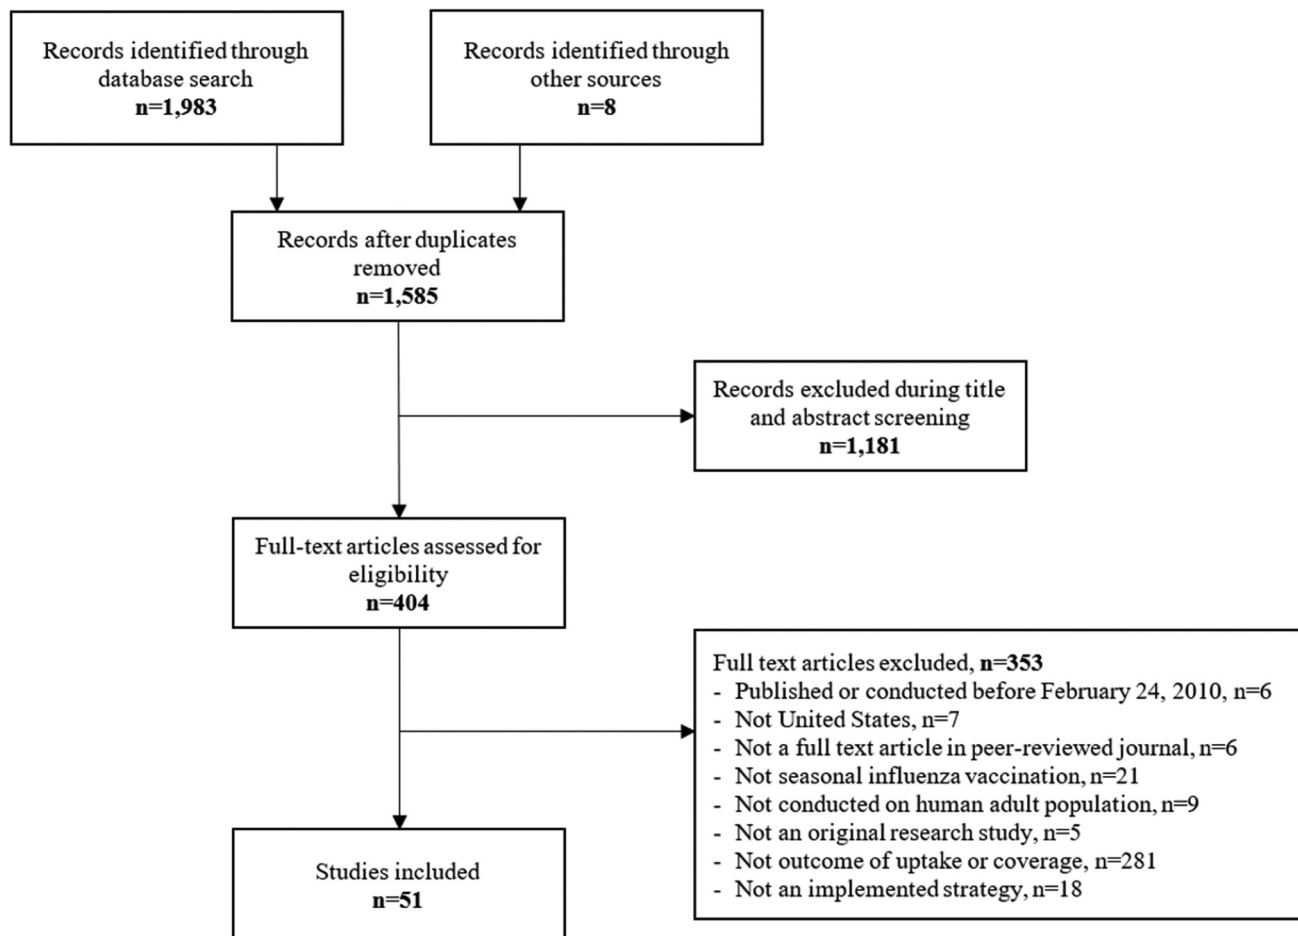 Records identified through
database search
n=1,983
Records identified through
other sources
n=8
Records after duplicates
removed
n=1,585
Records excluded during title
and abstract screening
n=1,181
Full-text articles assessed for
eligibility
n=404
Full text articles excluded, n=353
- Published or conducted before February 24, 2010, n=6
- Not United States, n=7
- Not a full text article in peer-reviewed journal, n=6
- Not seasonal influenza vaccination, n=21
- Not conducted on human adult population, n=9
- Not an original research study, n=5
- Not outcome of uptake or coverage, n=281
- Not an implemented strategy, n=18
Studies included
n=51